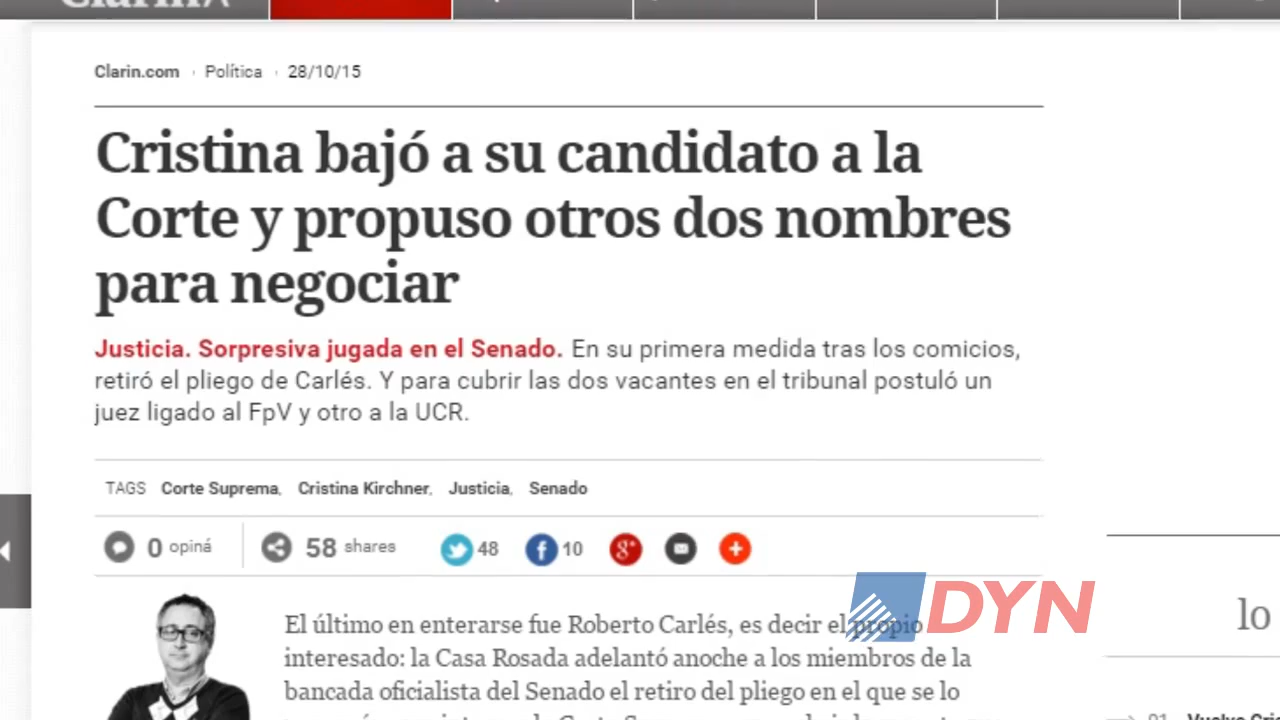 Clarin.com Política 28/10/15
Cristina bajó a su candidato a la
Corte y propuso otros dos nombres
para negociar
Justicia. Sorpresiva jugada en el Senado. En su primera medida tras los comicios,
retiró el pliego de Carlés. Y para cubrir las dos vacantes en el tribunal postuló un
juez ligado al FpV y otro a la UCR.
TAGS Corte Suprema, Cristina Kirchner, Justicia, Senado
0 opiná 58 shares 48 10
DYN
El último en enterarse fue Roberto Carlés, es decir el propio
interesado: la Casa Rosada adelantó anoche a los miembros de la
bancada oficialista del Senado el retiro del pliego en el que se lo
lo